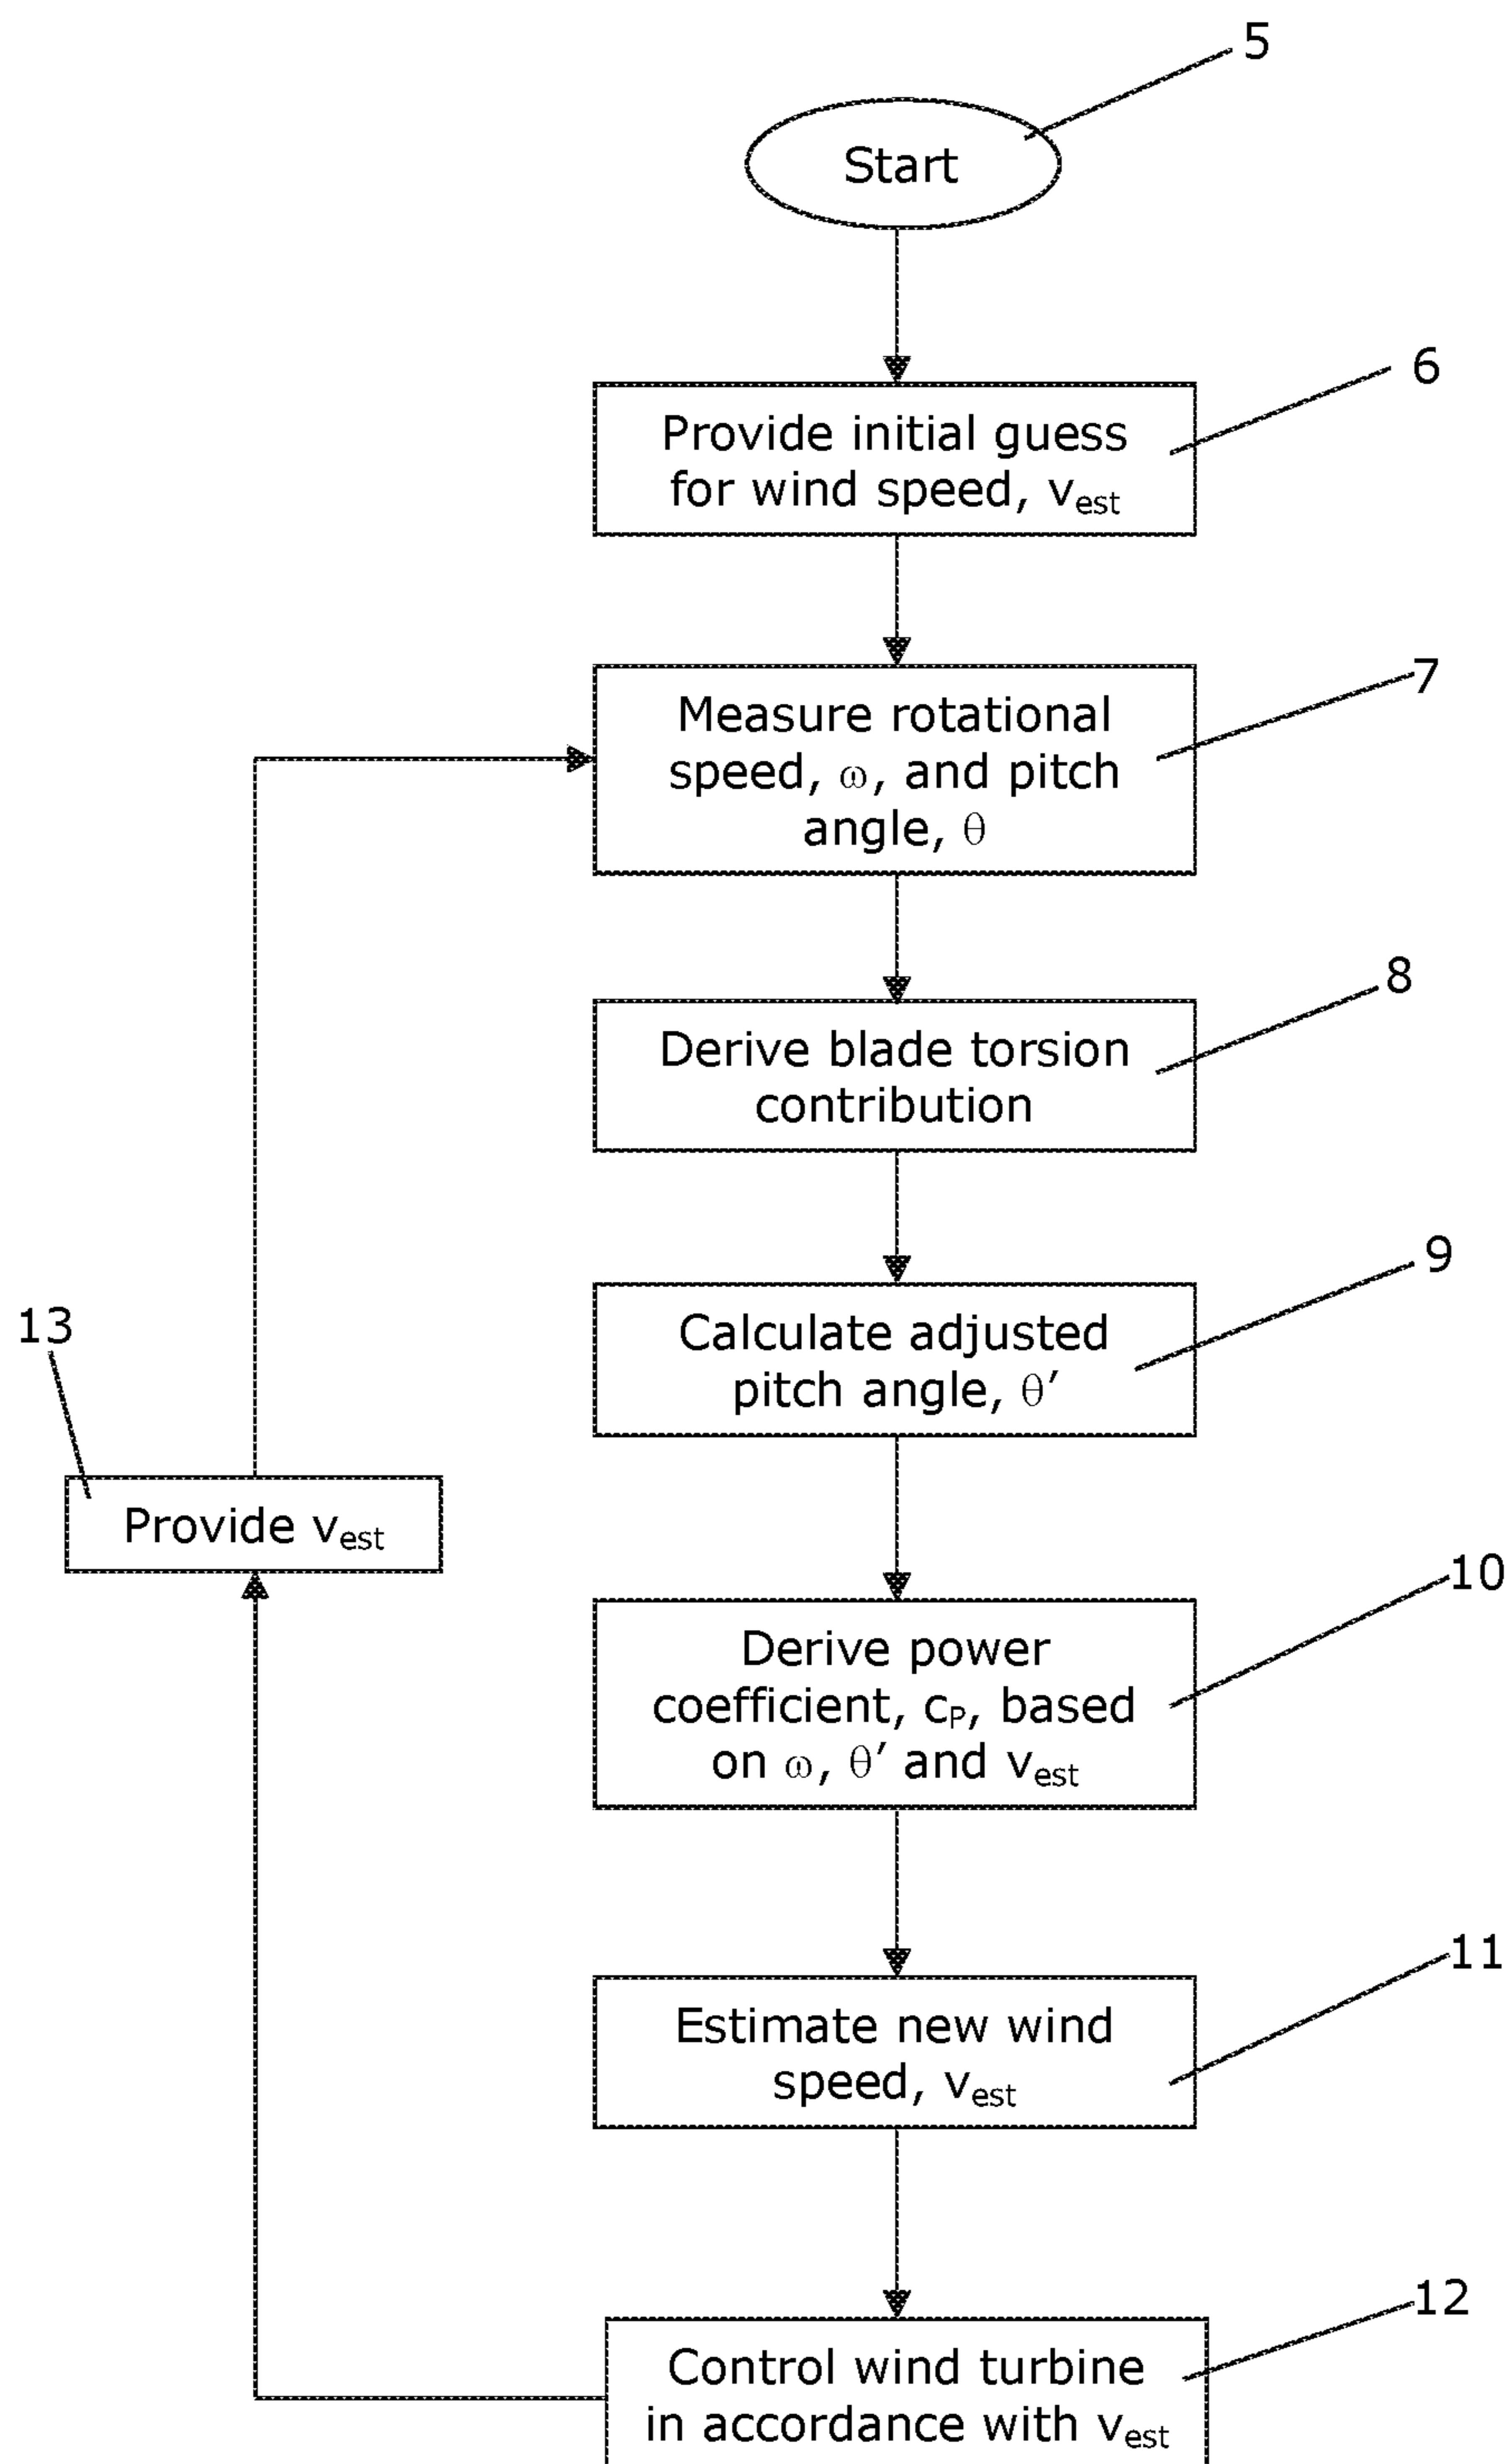 5
Start
6
Provide initial guess
for wind speed, vest
7
Measure rotational
speed, ω, and pitch
angle, θ
8
Derive blade torsion
contribution
9
Calculate adjusted
pitch angle, θ′
13
Provide vest
10
Derive power
coefficient, cP, based
on ω, θ′ and vest
11
Estimate new wind
speed, vest
12
Control wind turbine
in accordance with vest